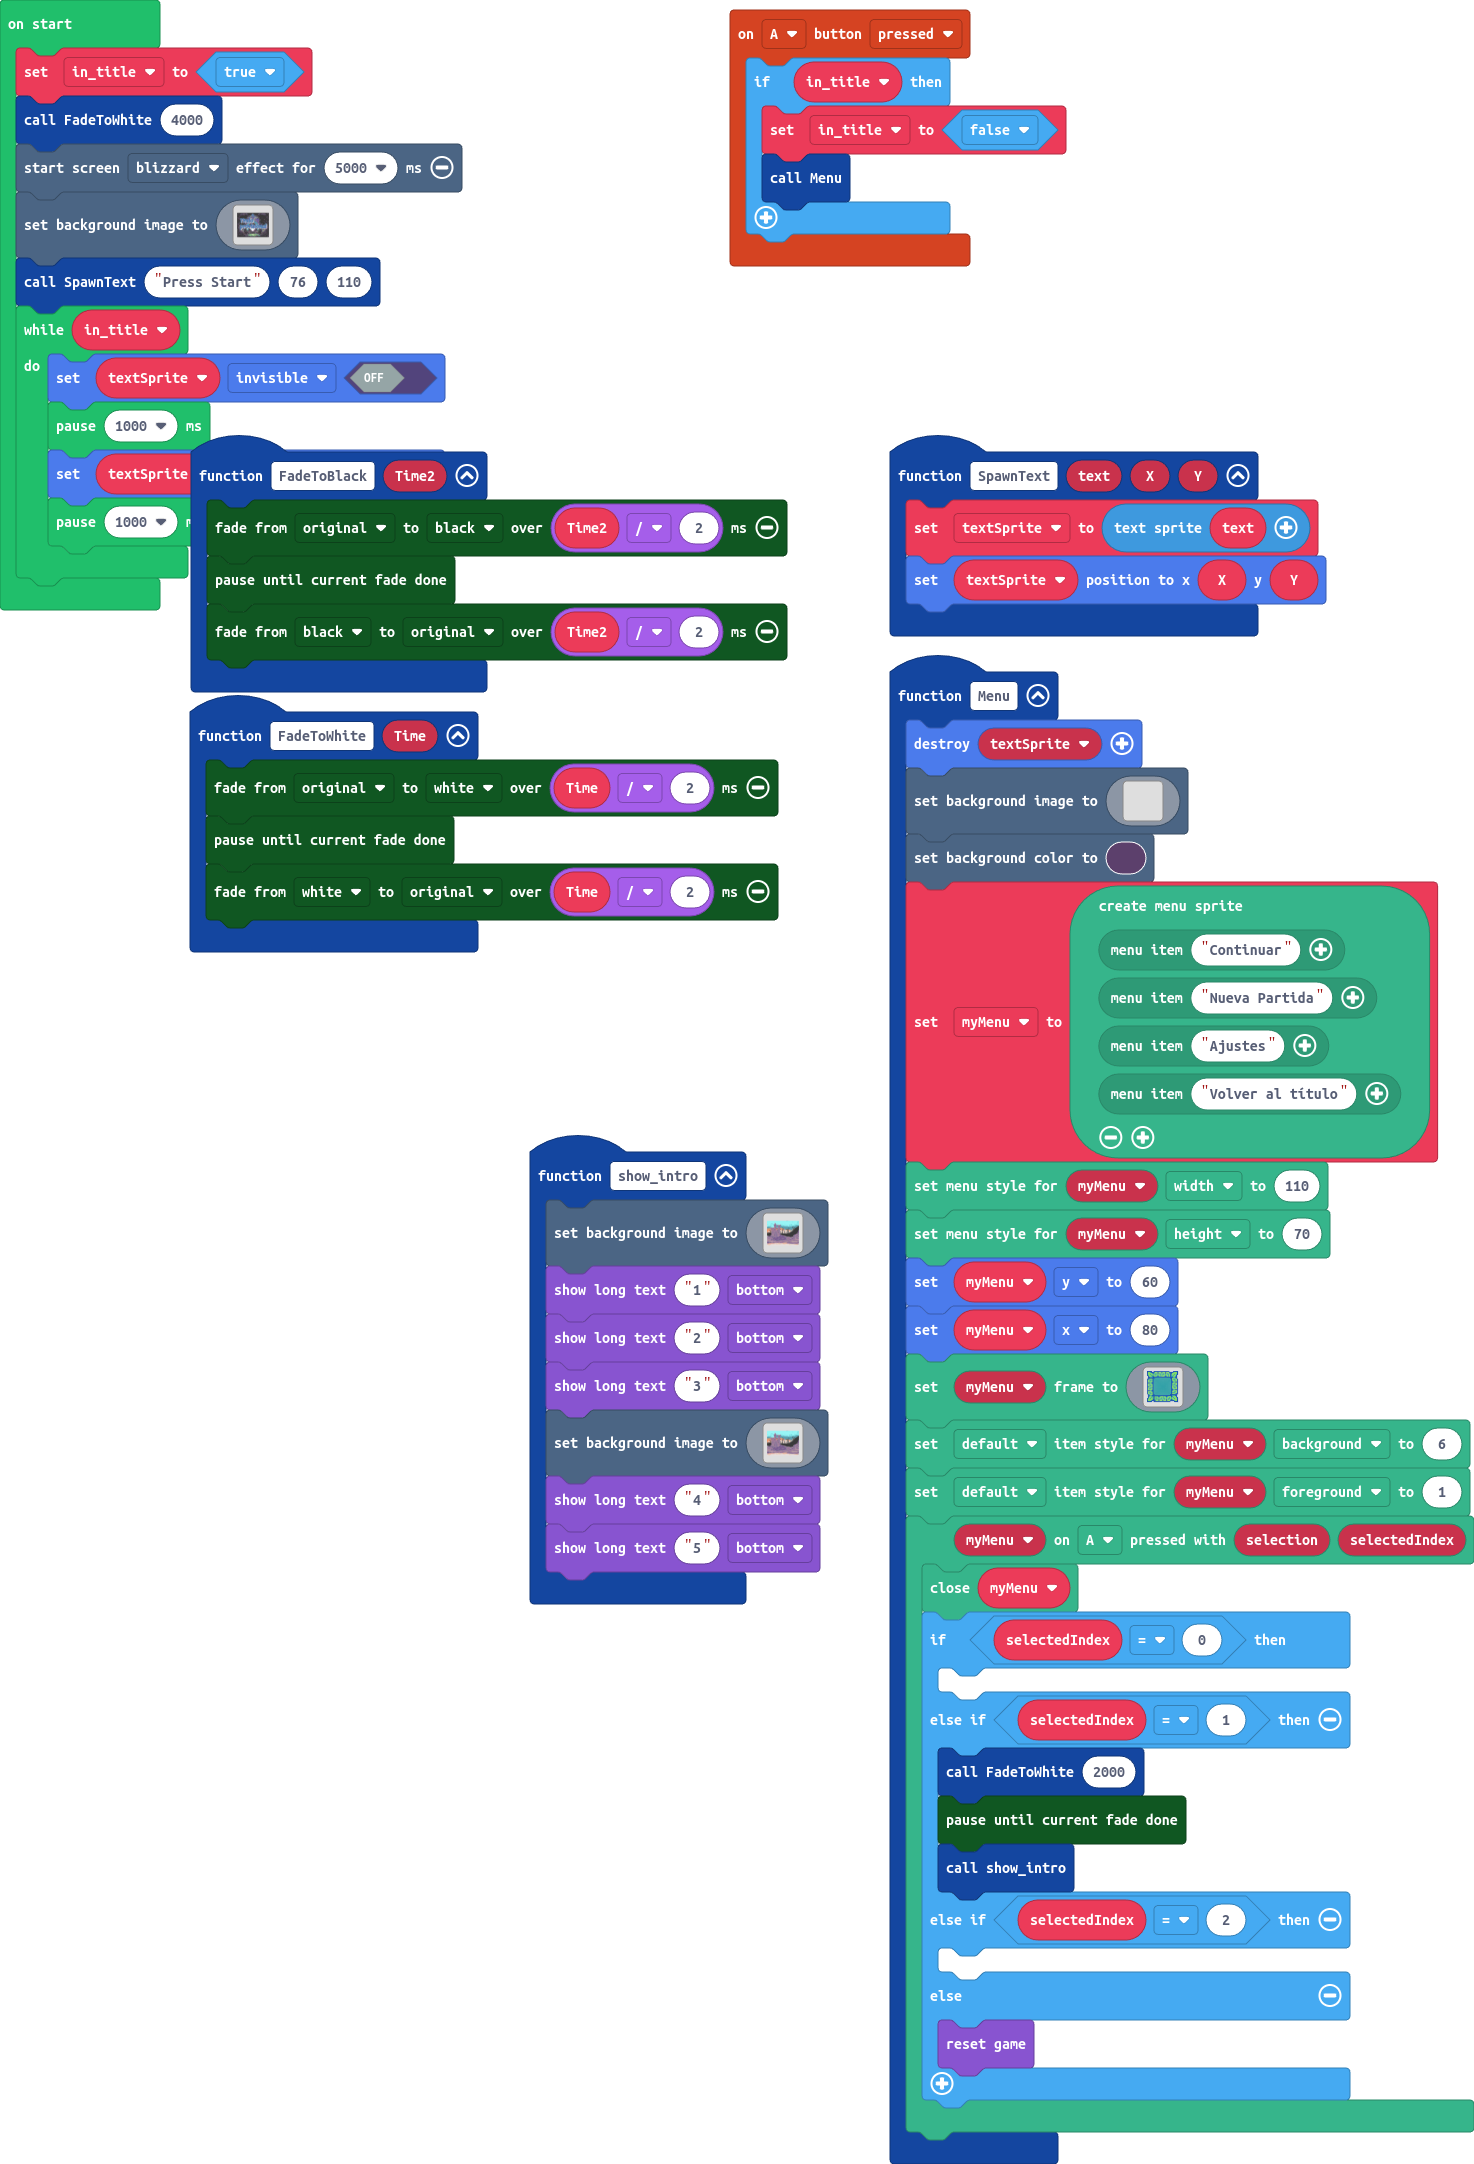 on start
set in_title to true
call FadeToWhite 4000
start screen blizzard effect for 5000 ms
set background image to
call SpawnText "Press Start" 76 110
while in_title
do
set textSprite invisible OFF
pause 1000 ms
set textSprite
pause 1000
on A button pressed
if in_title then
set in_title to false
call Menu
function FadeToBlack Time2
fade from original to black over Time2 / 2 ms
pause until current fade done
fade from black to original over Time2 / 2 ms
function FadeToWhite Time
fade from original to white over Time / 2 ms
pause until current fade done
fade from white to original over Time / 2 ms
function SpawnText text X Y
set textSprite to text sprite text
set textSprite position to x X y Y
function show_intro
set background image to
show long text "1" bottom
show long text "2" bottom
show long text "3" bottom
set background image to
show long text "4" bottom
show long text "5" bottom
function Menu
destroy textSprite
set background image to
set background color to
set myMenu to
create menu sprite
menu item "Continuar"
menu item "Nueva Partida"
menu item "Ajustes"
menu item "Volver al título"
set menu style for myMenu width to 110
set menu style for myMenu height to 70
set myMenu y to 60
set myMenu x to 80
set myMenu frame to
set default item style for myMenu background to 6
set default item style for myMenu foreground to 1
myMenu on A pressed with selection selectedIndex
close myMenu
if selectedIndex = 0 then
else if selectedIndex = 1 then
call FadeToWhite 2000
pause until current fade done
call show_intro
else if selectedIndex = 2 then
else
reset game